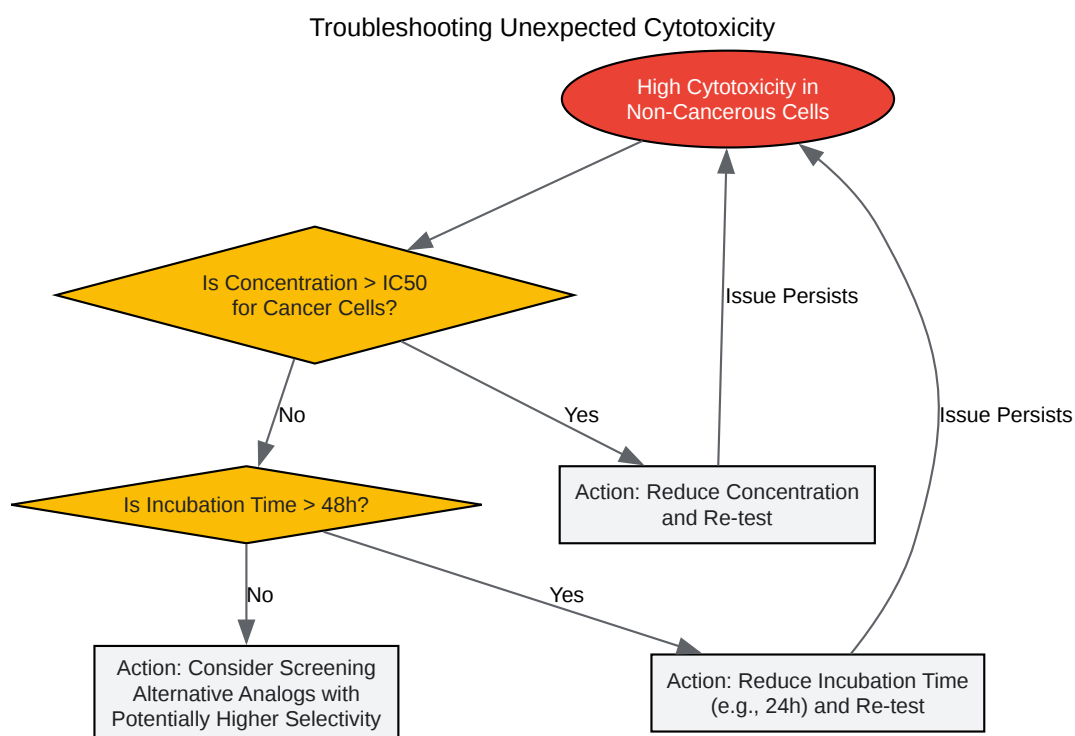 Troubleshooting Unexpected Cytotoxicity
High Cytotoxicity in
Non-Cancerous Cells
Is Concentration > IC50
for Cancer Cells?
Issue Persists
No
Yes
Issue Persists
Action: Reduce Concentration
and Re-test
Is Incubation Time > 48h?
No
Yes
Action: Consider Screening
Alternative Analogs with
Potentially Higher Selectivity
Action: Reduce Incubation Time
(e.g., 24h) and Re-test